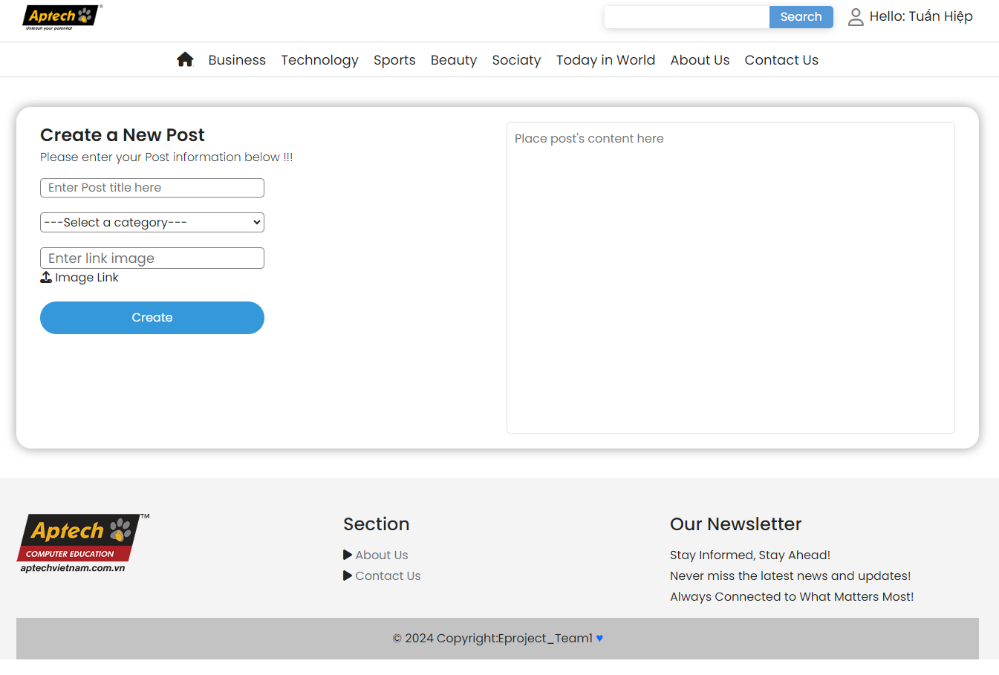 Aptech
Unleash your potential
Search
Hello: Tuấn Hiệp
Business Technology Sports Beauty Sociaty Today in World About Us Contact Us
Create a New Post
Please enter your Post information below !!!
Enter Post title here
---Select a category---
Enter link image
Image Link
Create
Place post's content here
Aptech TM
COMPUTER EDUCATION
aptechvietnam.com.vn
Section
About Us
Contact Us
Our Newsletter
Stay Informed, Stay Ahead!
Never miss the latest news and updates!
Always Connected to What Matters Most!
© 2024 Copyright:Eproject_Team1 ♥